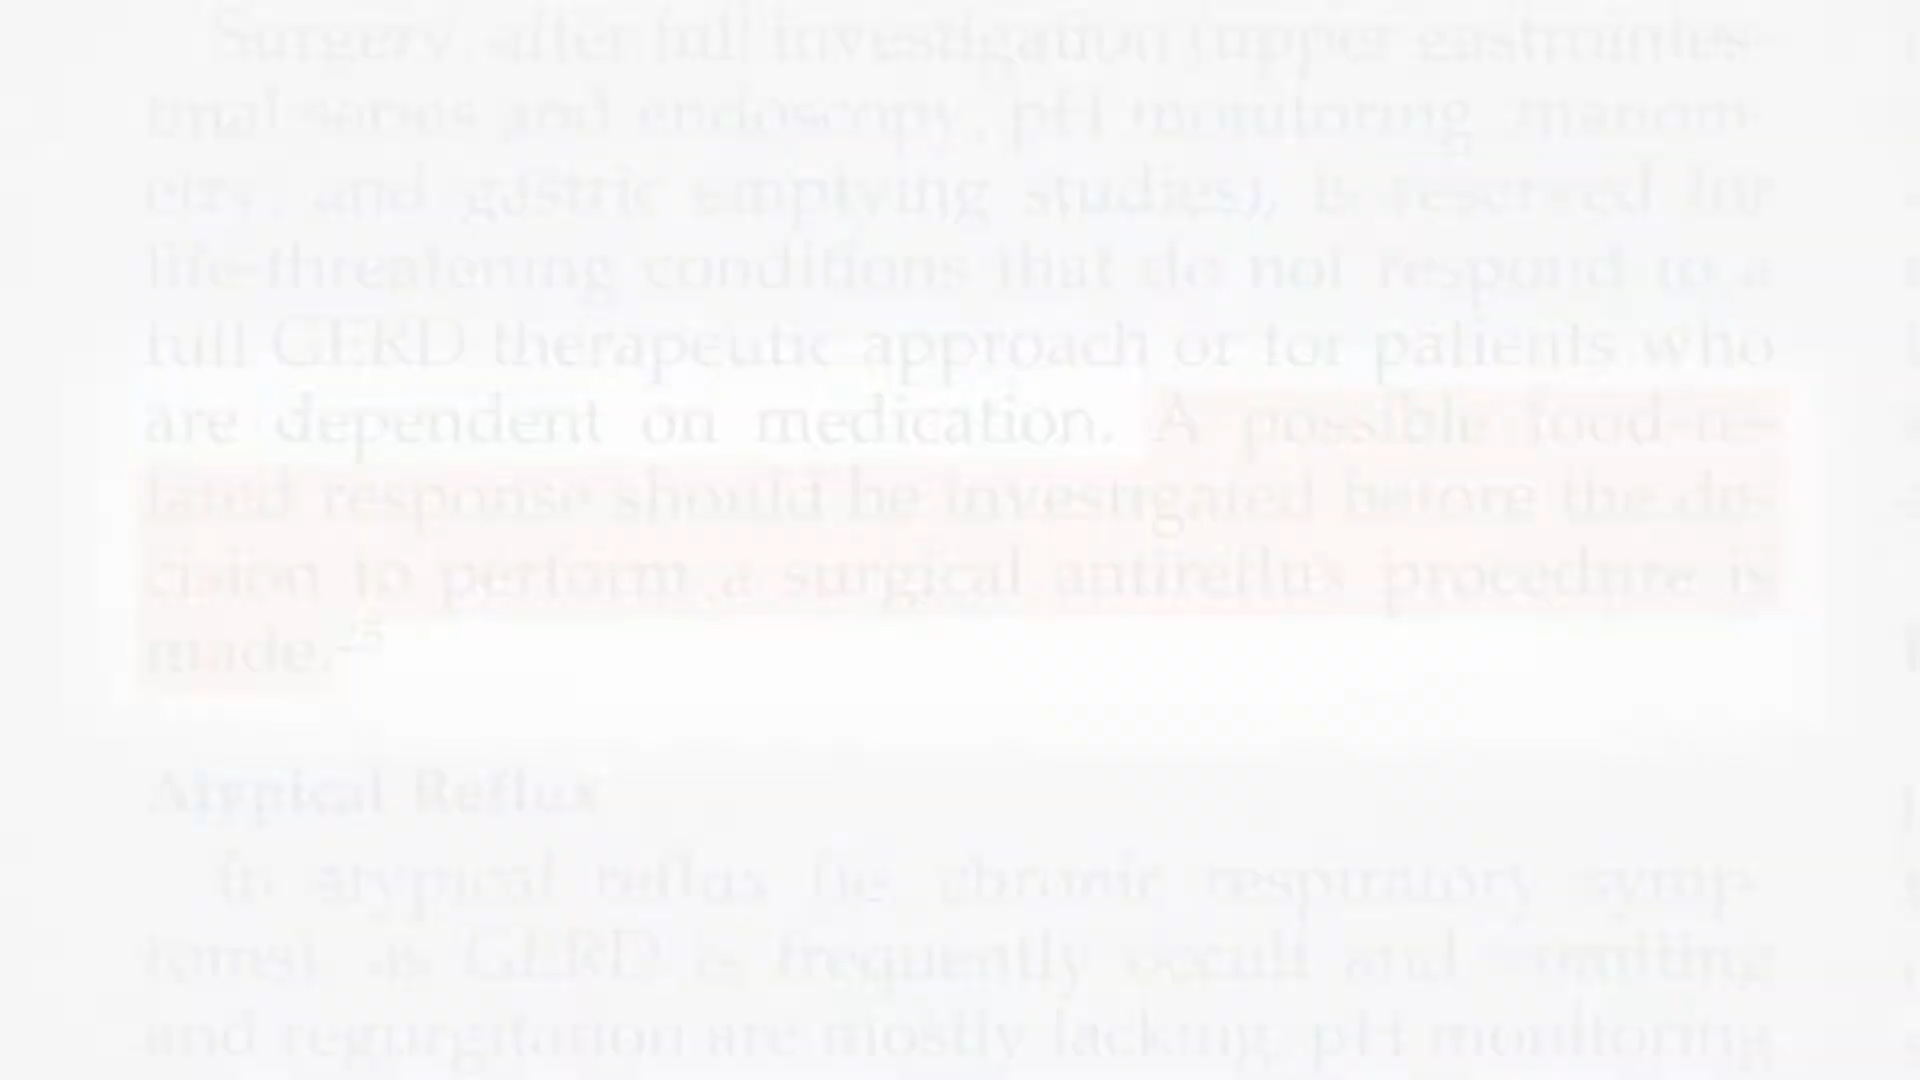 Surgery, after full investigation (upper gastrointes-
tinal series and endoscopy, pH monitoring, manom-
etry, and gastric emptying studies), is reserved for
life-threatening conditions that do not respond to a
full GERD therapeutic approach or for patients who
are dependent on medication. A possible food-re-
lated response should be investigated before the de-
cision to perform a surgical antireflux procedure is
made.
Atypical Reflux
In atypical reflux (ie chronic respiratory symp-
toms), as GERD is frequently occult and vomiting
and regurgitation are mostly lacking, pH monitoring